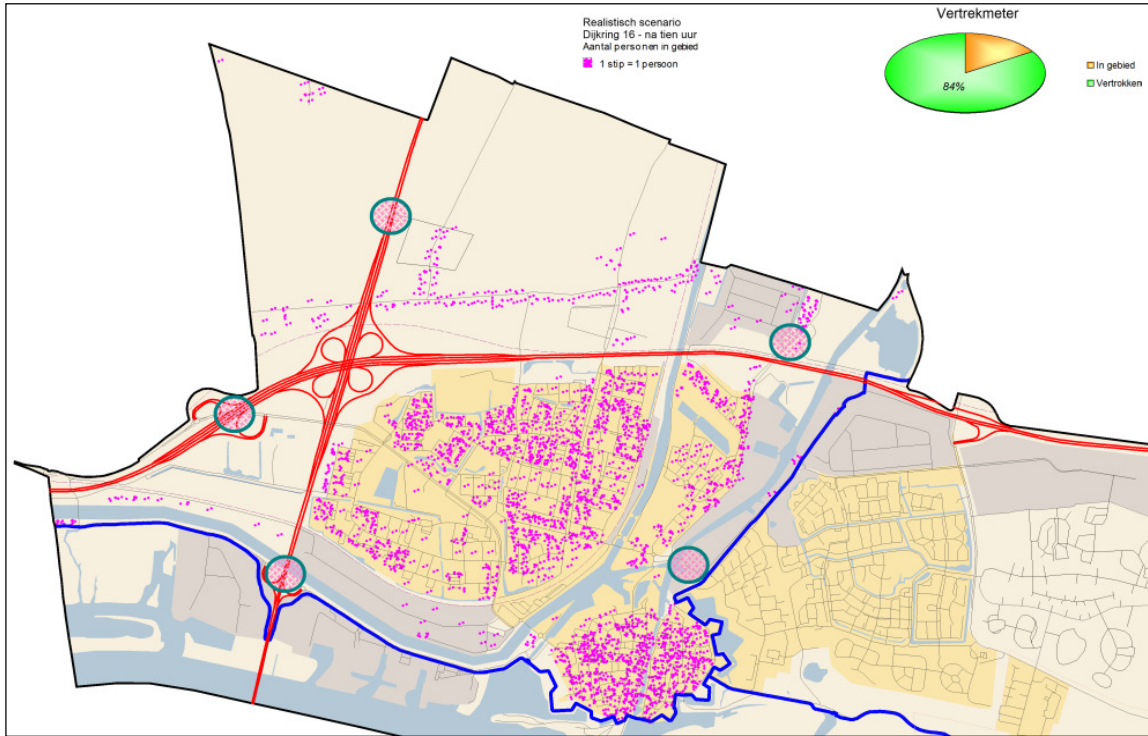 Realistisch scenario
Dijkring 16 - na tien uur
Aantal personen in gebied
1 stip = 1 persoon
Vertrekmeter
84%
In gebied
Vertrokken